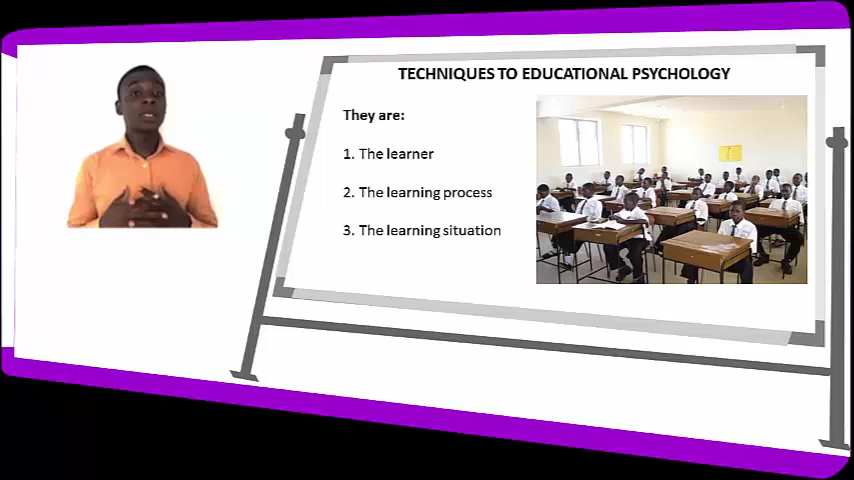 TECHNIQUES TO EDUCATIONAL PSYCHOLOGY
They are:
1. The learner
2. The learning process
3. The learning situation